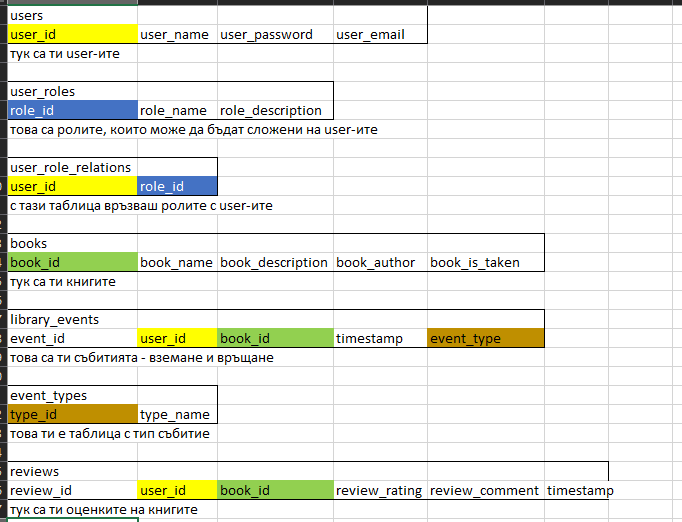 users
user_id user_name user_password user_email
тук са ти user-ите
user_roles
role_id role_name role_description
това са ролите, които може да бъдат сложени на user-ите
user_role_relations
user_id role_id
с тази таблица връзваш ролите с user-ите
books
book_id book_name book_description book_author book_is_taken
тук са ти книгите
library_events
event_id user_id book_id timestamp event_type
това са ти събитията - вземане и връщане
event_types
type_id type_name
това ти е таблица с тип събитие
reviews
review_id user_id book_id review_rating review_comment timestamp
тук са ти оценките на книгите